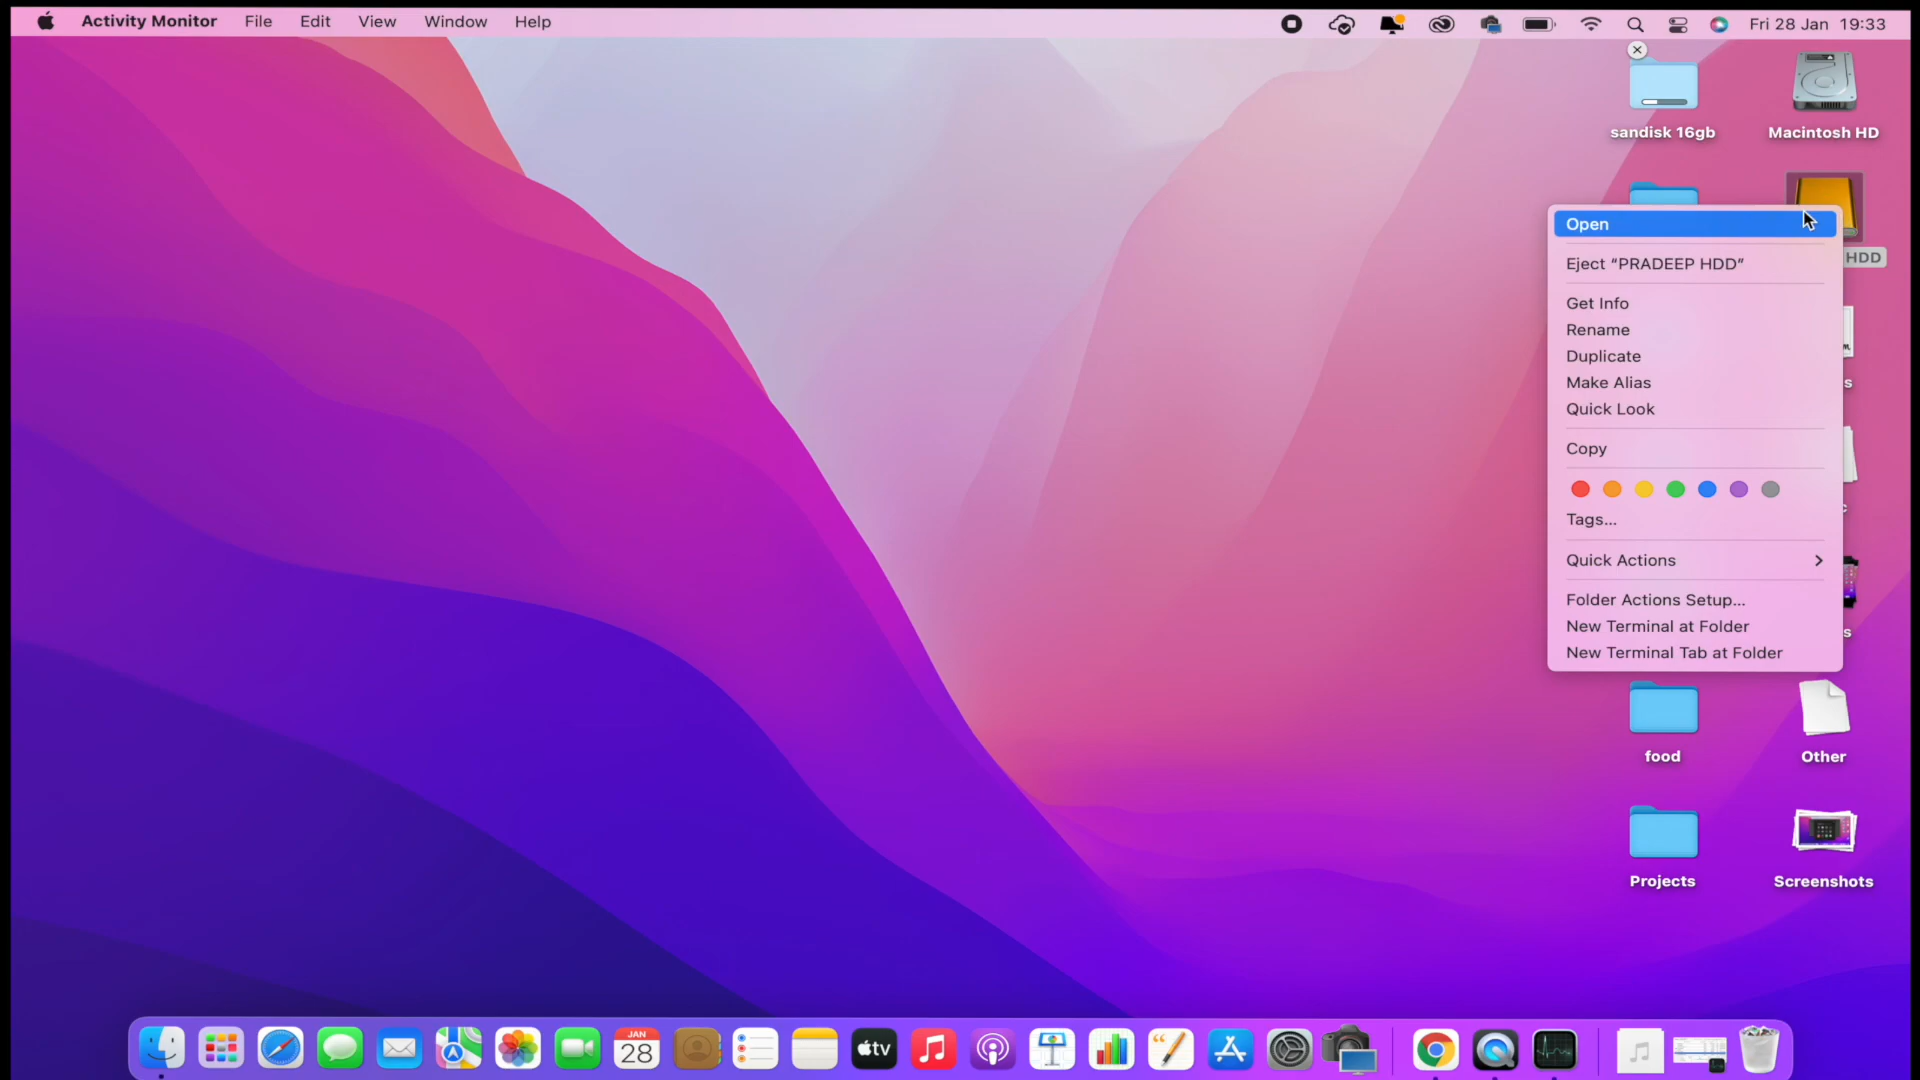 Activity Monitor File Edit View Window Help Fri 28 Jan 19:33
sandisk 16gb Macintosh HD
HDD
Open
Eject “PRADEEP HDD”
Get Info
Rename
Duplicate
Make Alias
Quick Look
Copy
Tags...
Quick Actions
Folder Actions Setup...
New Terminal at Folder
New Terminal Tab at Folder
food Other
Projects Screenshots
JAN
28
tv